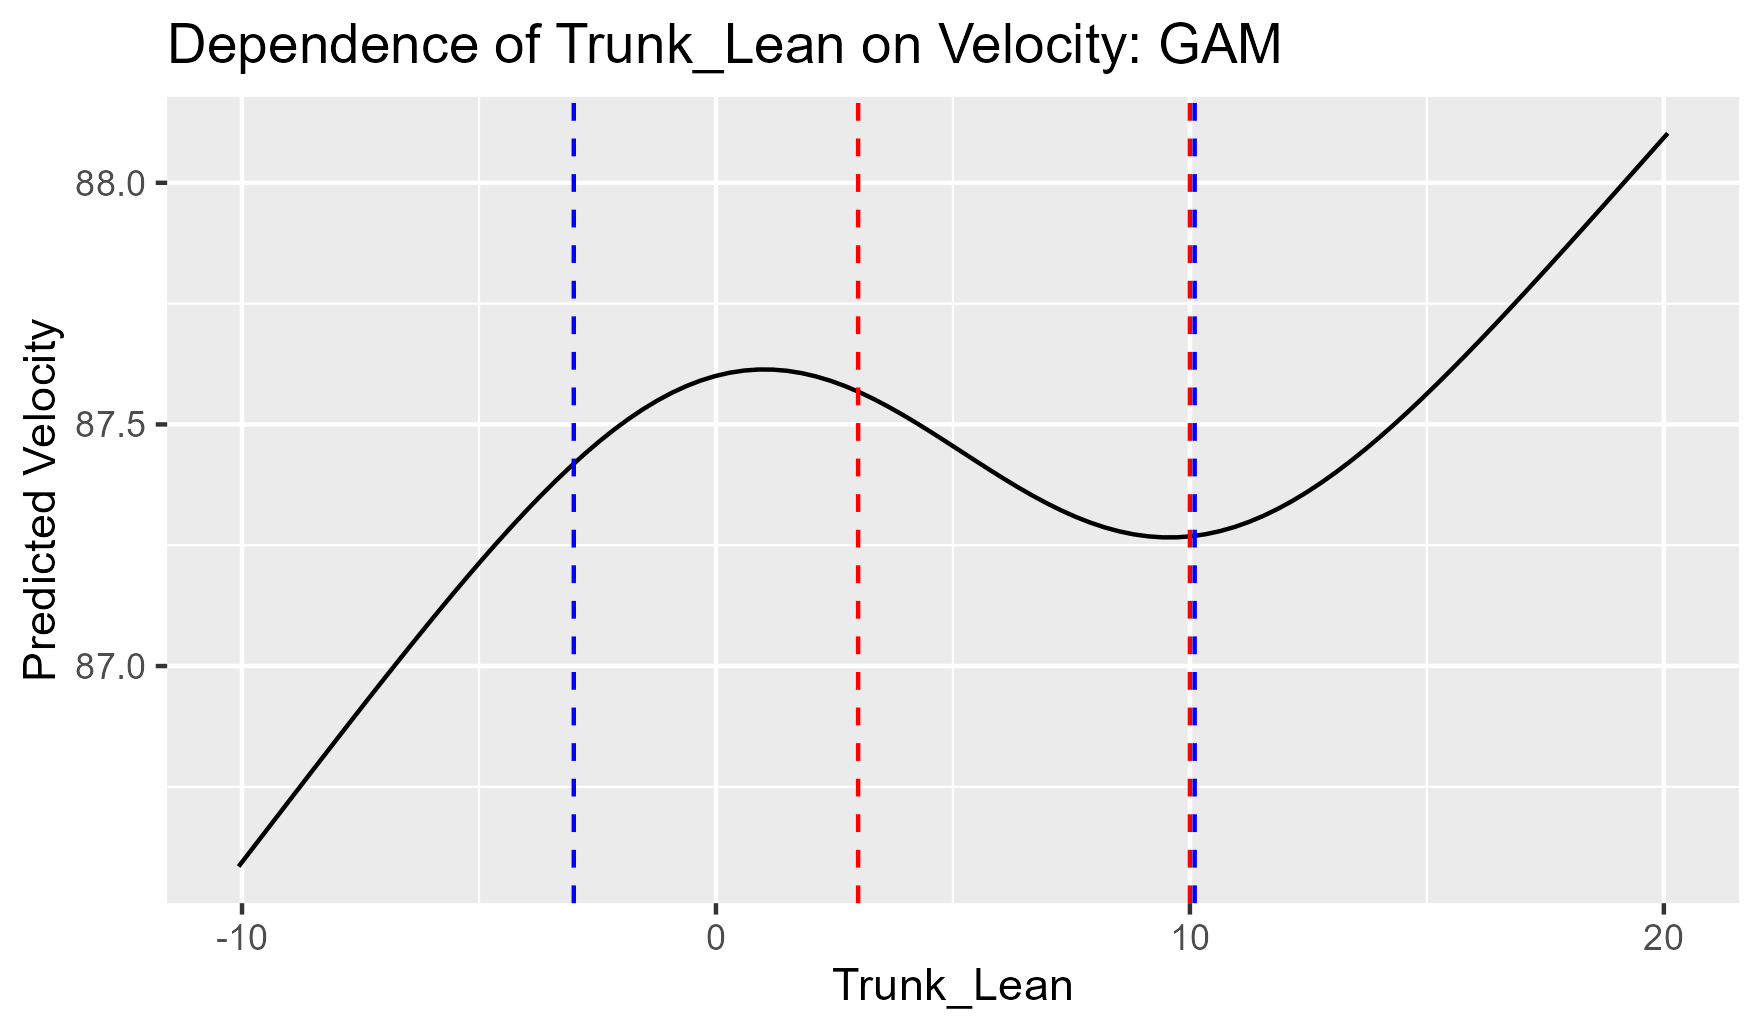 Dependence of Trunk_Lean on Velocity: GAM
Predicted Velocity
88.0
87.5
87.0
-10 0 10 20
Trunk_Lean